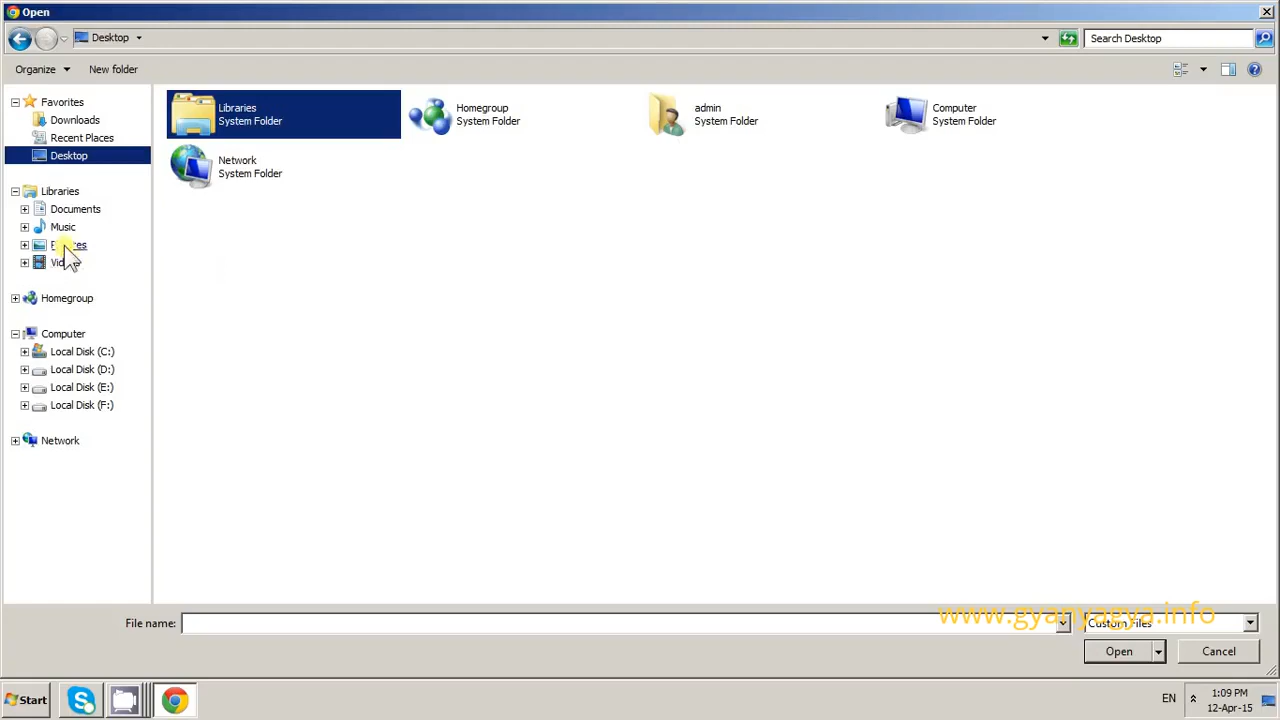 Open
Desktop
Search Desktop
Organize
New folder
Favorites
Downloads
Recent Places
Desktop
Libraries
Documents
Music
Homegroup
Computer
Local Disk (C:)
Local Disk (D:)
Local Disk (E:)
Local Disk (F:)
Network
Libraries
System Folder
Homegroup
System Folder
admin
System Folder
Computer
System Folder
Network
System Folder
File name:
Custom Files
www.gyanyagya.info
Open
Cancel
Start
EN
1:09 PM
12-Apr-15